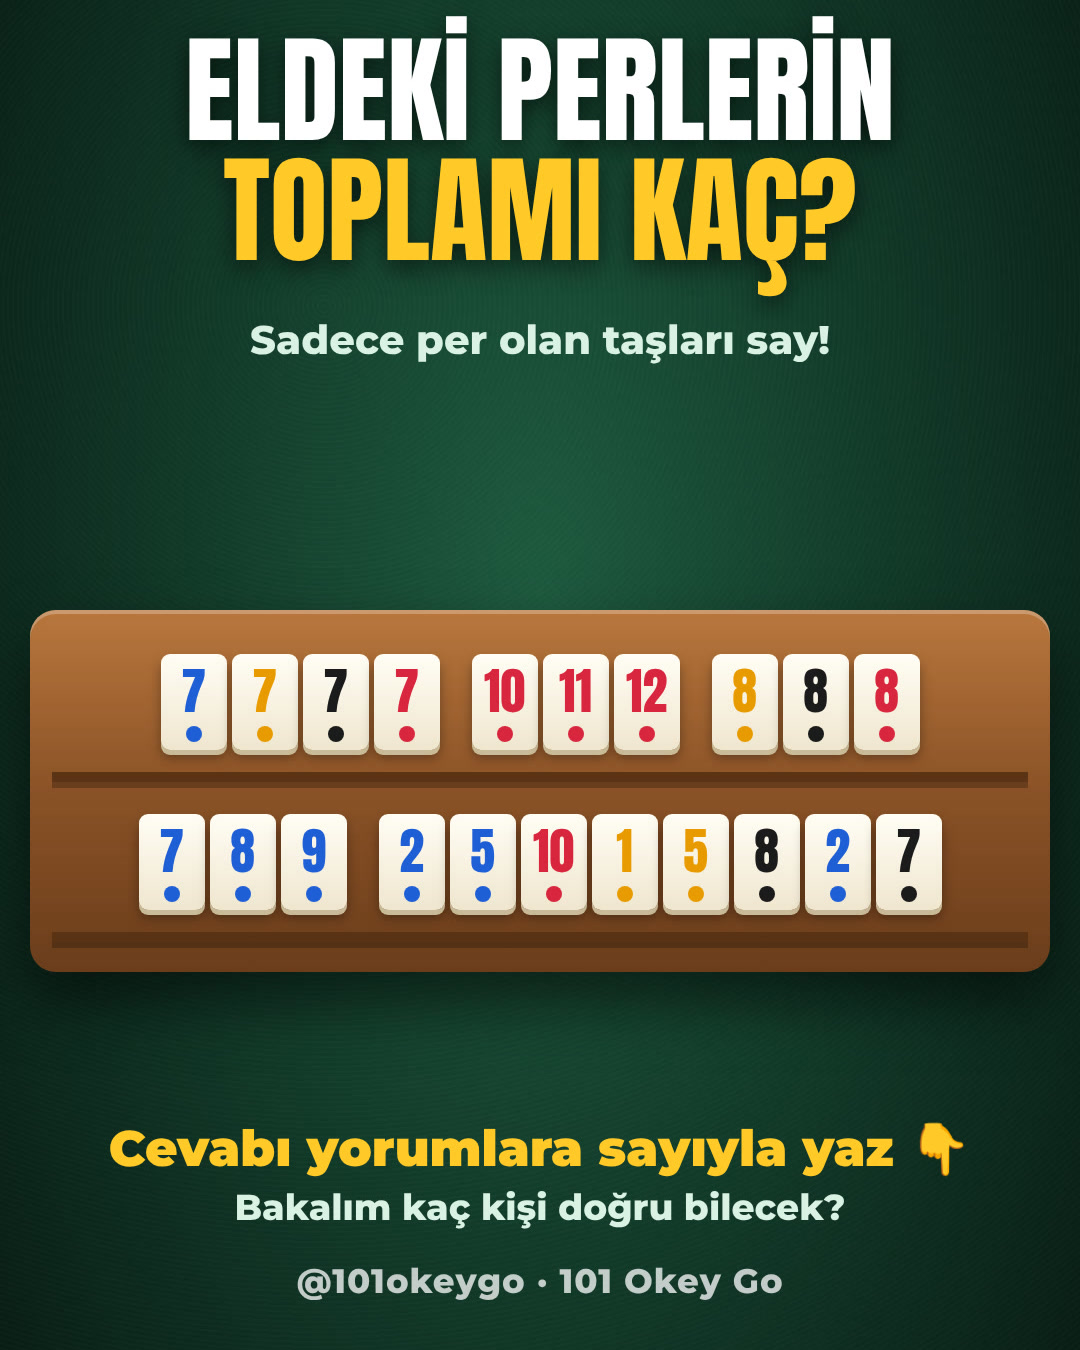 ELDEKİ PERLERİN
TOPLAMI KAÇ?
Sadece per olan taşları say!
7 7 7 7 10 11 12 8 8 8
7 8 9 2 5 10 1 5 8 2 7
Cevabı yorumlara sayıyla yaz 👇
Bakalım kaç kişi doğru bilecek?
@101okeygo · 101 Okey Go